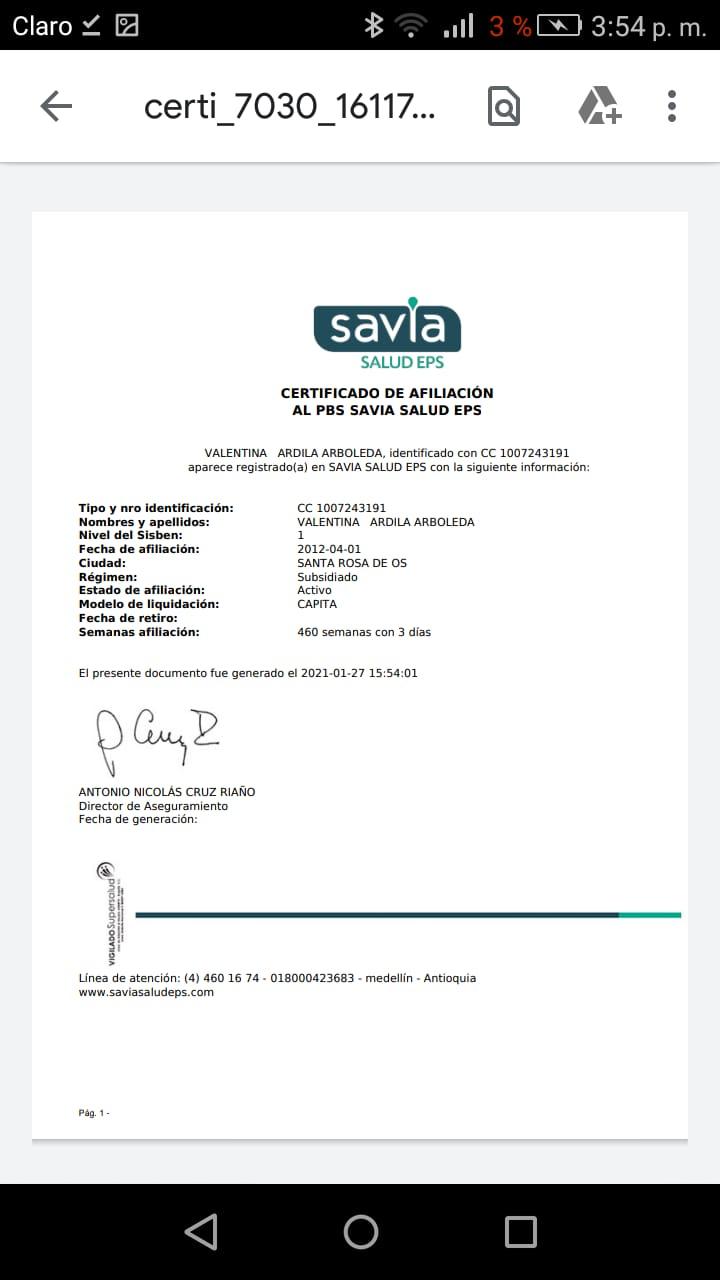 Claro 3 % 3:54 p. m.
certi_7030_16117...
savia
SALUD EPS
CERTIFICADO DE AFILIACIÓN
AL PBS SAVIA SALUD EPS
VALENTINA ARDILA ARBOLEDA, identificado con CC 1007243191
aparece registrado(a) en SAVIA SALUD EPS con la siguiente información:
Tipo y nro identificación: CC 1007243191
Nombres y apellidos: VALENTINA ARDILA ARBOLEDA
Nivel del Sisben: 1
Fecha de afiliación: 2012-04-01
Ciudad: SANTA ROSA DE OS
Régimen: Subsidiado
Estado de afiliación: Activo
Modelo de liquidación: CAPITA
Fecha de retiro:
Semanas afiliación: 460 semanas con 3 días
El presente documento fue generado el 2021-01-27 15:54:01
ANTONIO NICOLÁS CRUZ RIAÑO
Director de Aseguramiento
Fecha de generación:
VIGILADO Supersalud
Línea de atención: (4) 460 16 74 - 018000423683 - medellín - Antioquia
www.saviasaludeps.com
Pág. 1 -